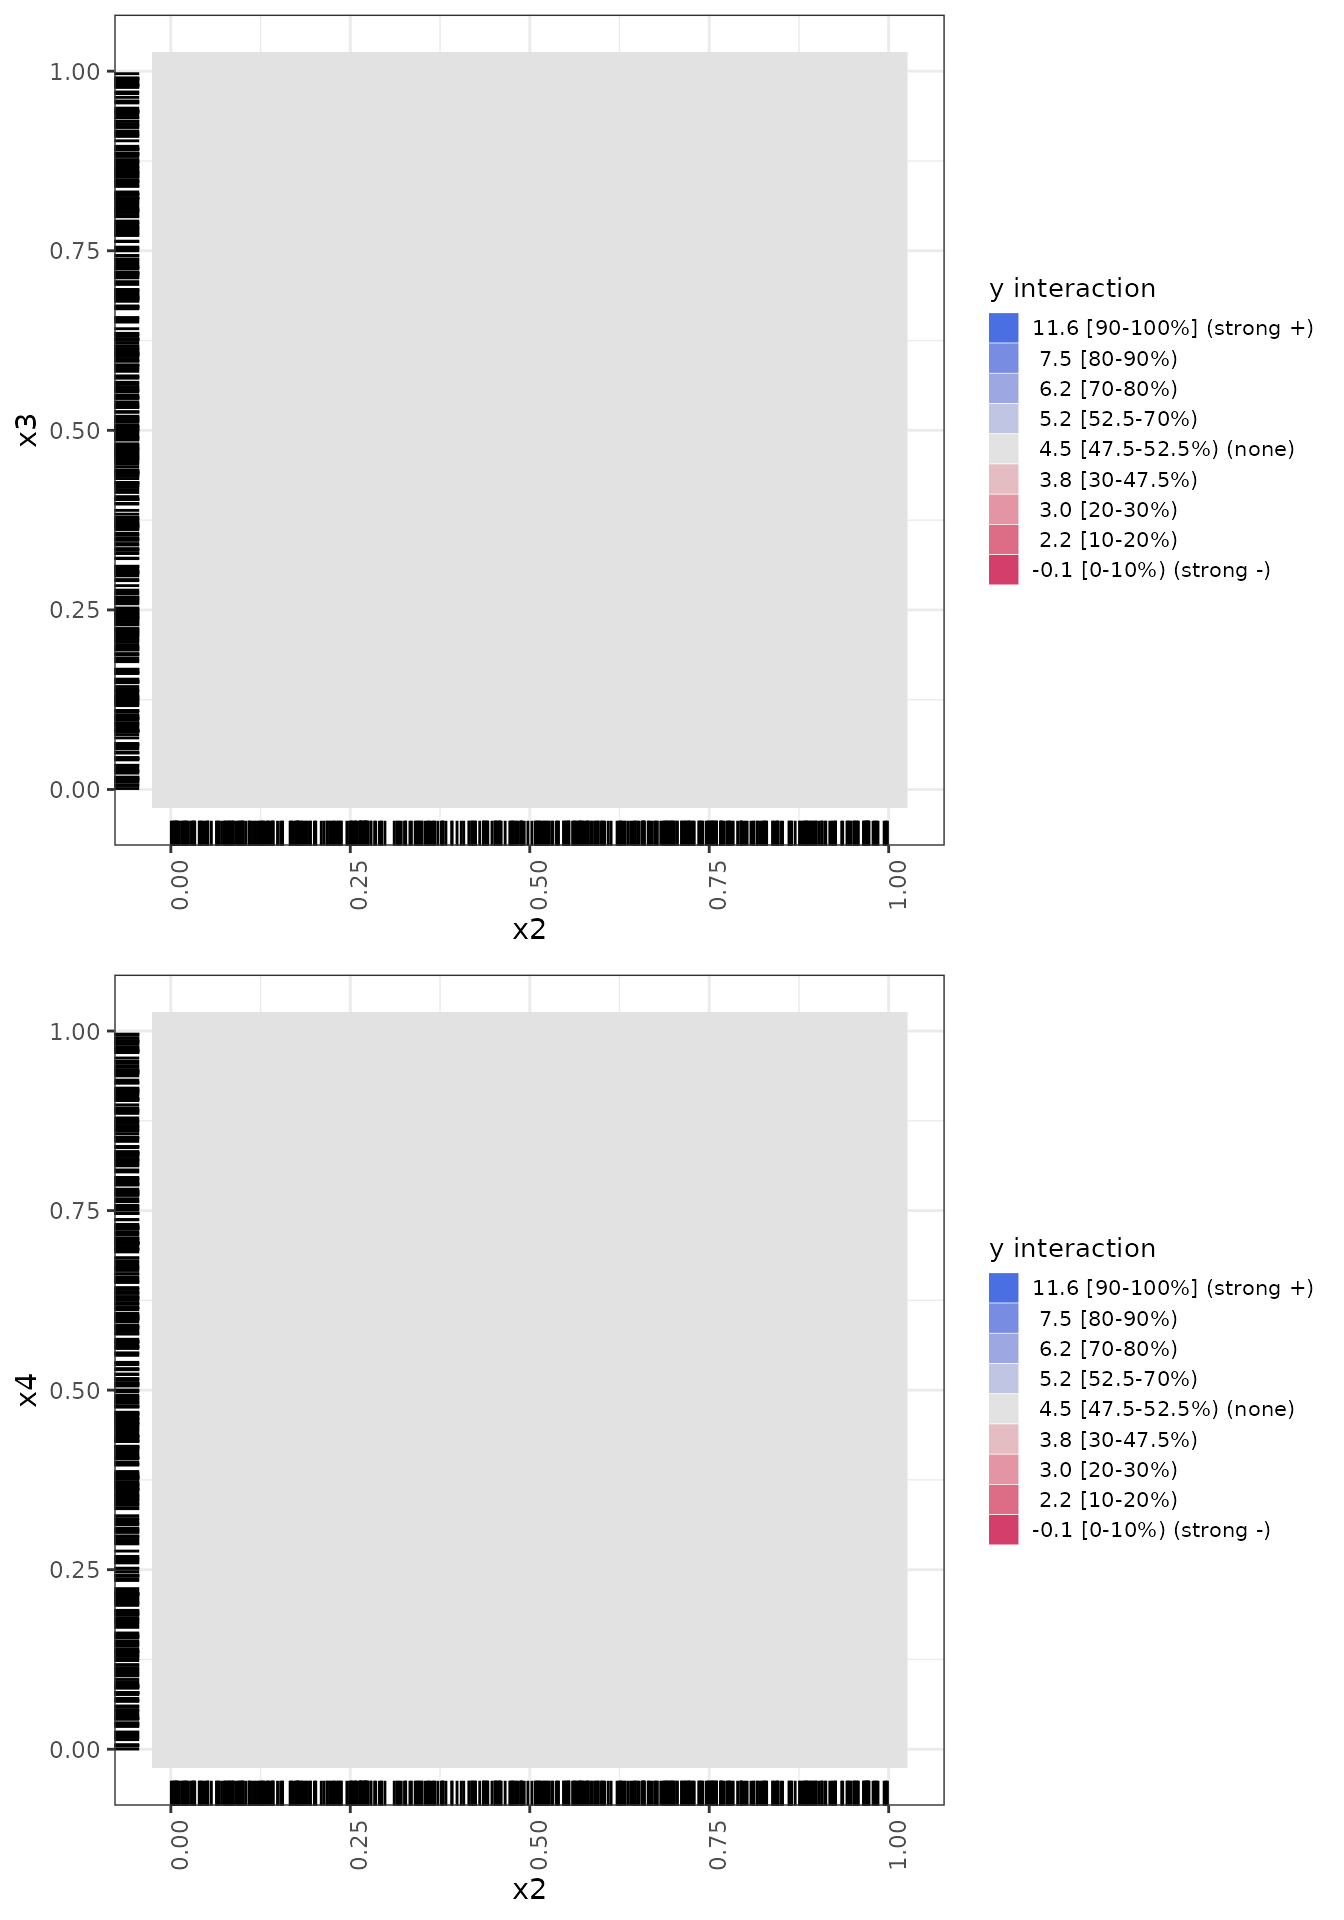 1.00
0.75
0.50
0.25
0.00
x3
0.00
0.25
0.50
0.75
1.00
x2
y interaction
11.6 [90-100%] (strong +)
7.5 [80-90%)
6.2 [70-80%)
5.2 [52.5-70%)
4.5 [47.5-52.5%) (none)
3.8 [30-47.5%)
3.0 [20-30%)
2.2 [10-20%)
-0.1 [0-10%) (strong -)
1.00
0.75
0.50
0.25
0.00
x4
0.00
0.25
0.50
0.75
1.00
x2
y interaction
11.6 [90-100%] (strong +)
7.5 [80-90%)
6.2 [70-80%)
5.2 [52.5-70%)
4.5 [47.5-52.5%) (none)
3.8 [30-47.5%)
3.0 [20-30%)
2.2 [10-20%)
-0.1 [0-10%) (strong -)